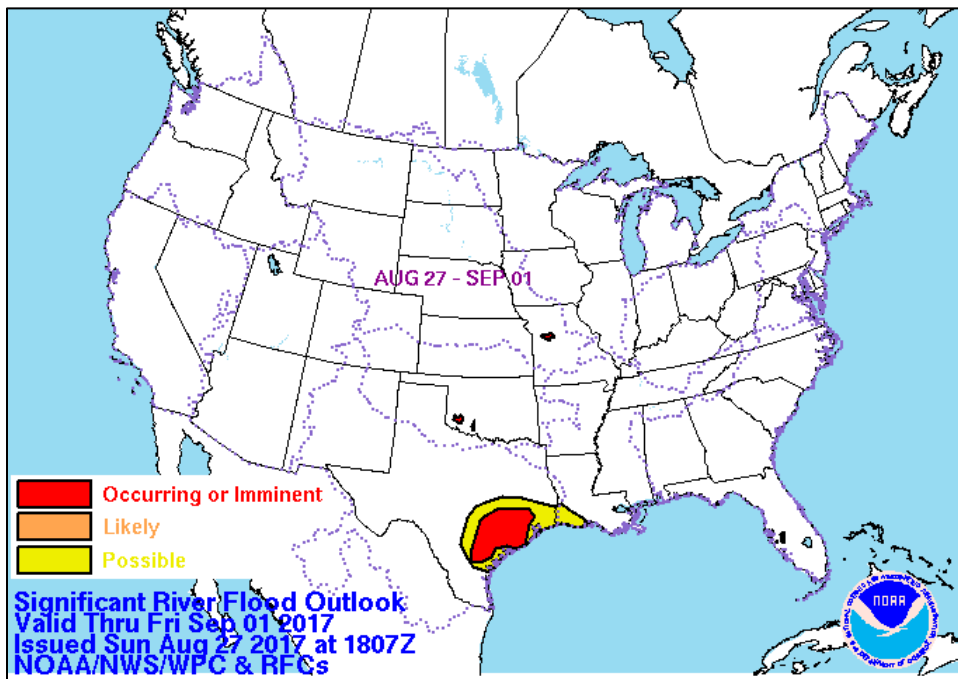 AUG 27 - SEP 01
Occurring or Imminent
Likely
Possible
Significant River Flood Outlook
Valid Thru Fri Sep 01 2017
Issued Sun Aug 27 2017 at 1807Z
NOAA/NWS/WPC & RFCs
NOAA